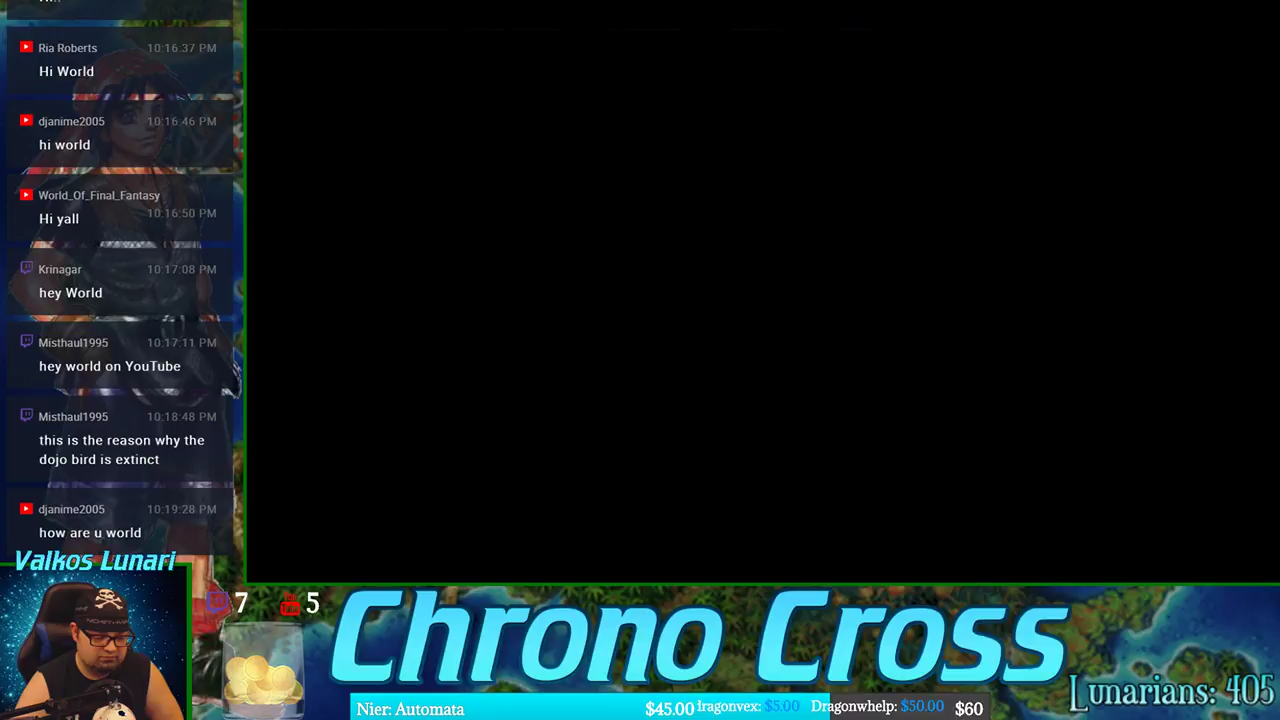 Ria Roberts 10:16:37 PM
Hi World
djanime2005 10:16:46 PM
hi world
World_Of_Final_Fantasy
10:16:50 PM
Hi yall
Krinagar 10:17:08 PM
hey World
Misthaul1995 10:17:11 PM
hey world on YouTube
Misthaul1995 10:18:48 PM
this is the reason why the
dojo bird is extinct
djanime2005 10:19:28 PM
how are u world
Valkos Lunari
7 5
Chrono Cross
Lunarians: 405
Nier: Automata $45.00 dragonvex: $5.00 Dragonwhelp: $50.00 $60